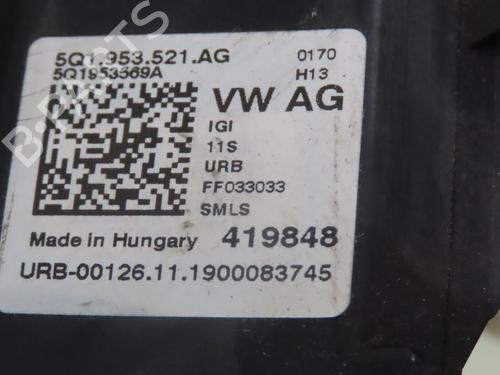 5Q1.953.521.AG 0170
5Q1953569A H13
VW AG
IGI
11S
URB
FF033033
SMLS
Made in Hungary 419848
URB-00126.11.1900083745